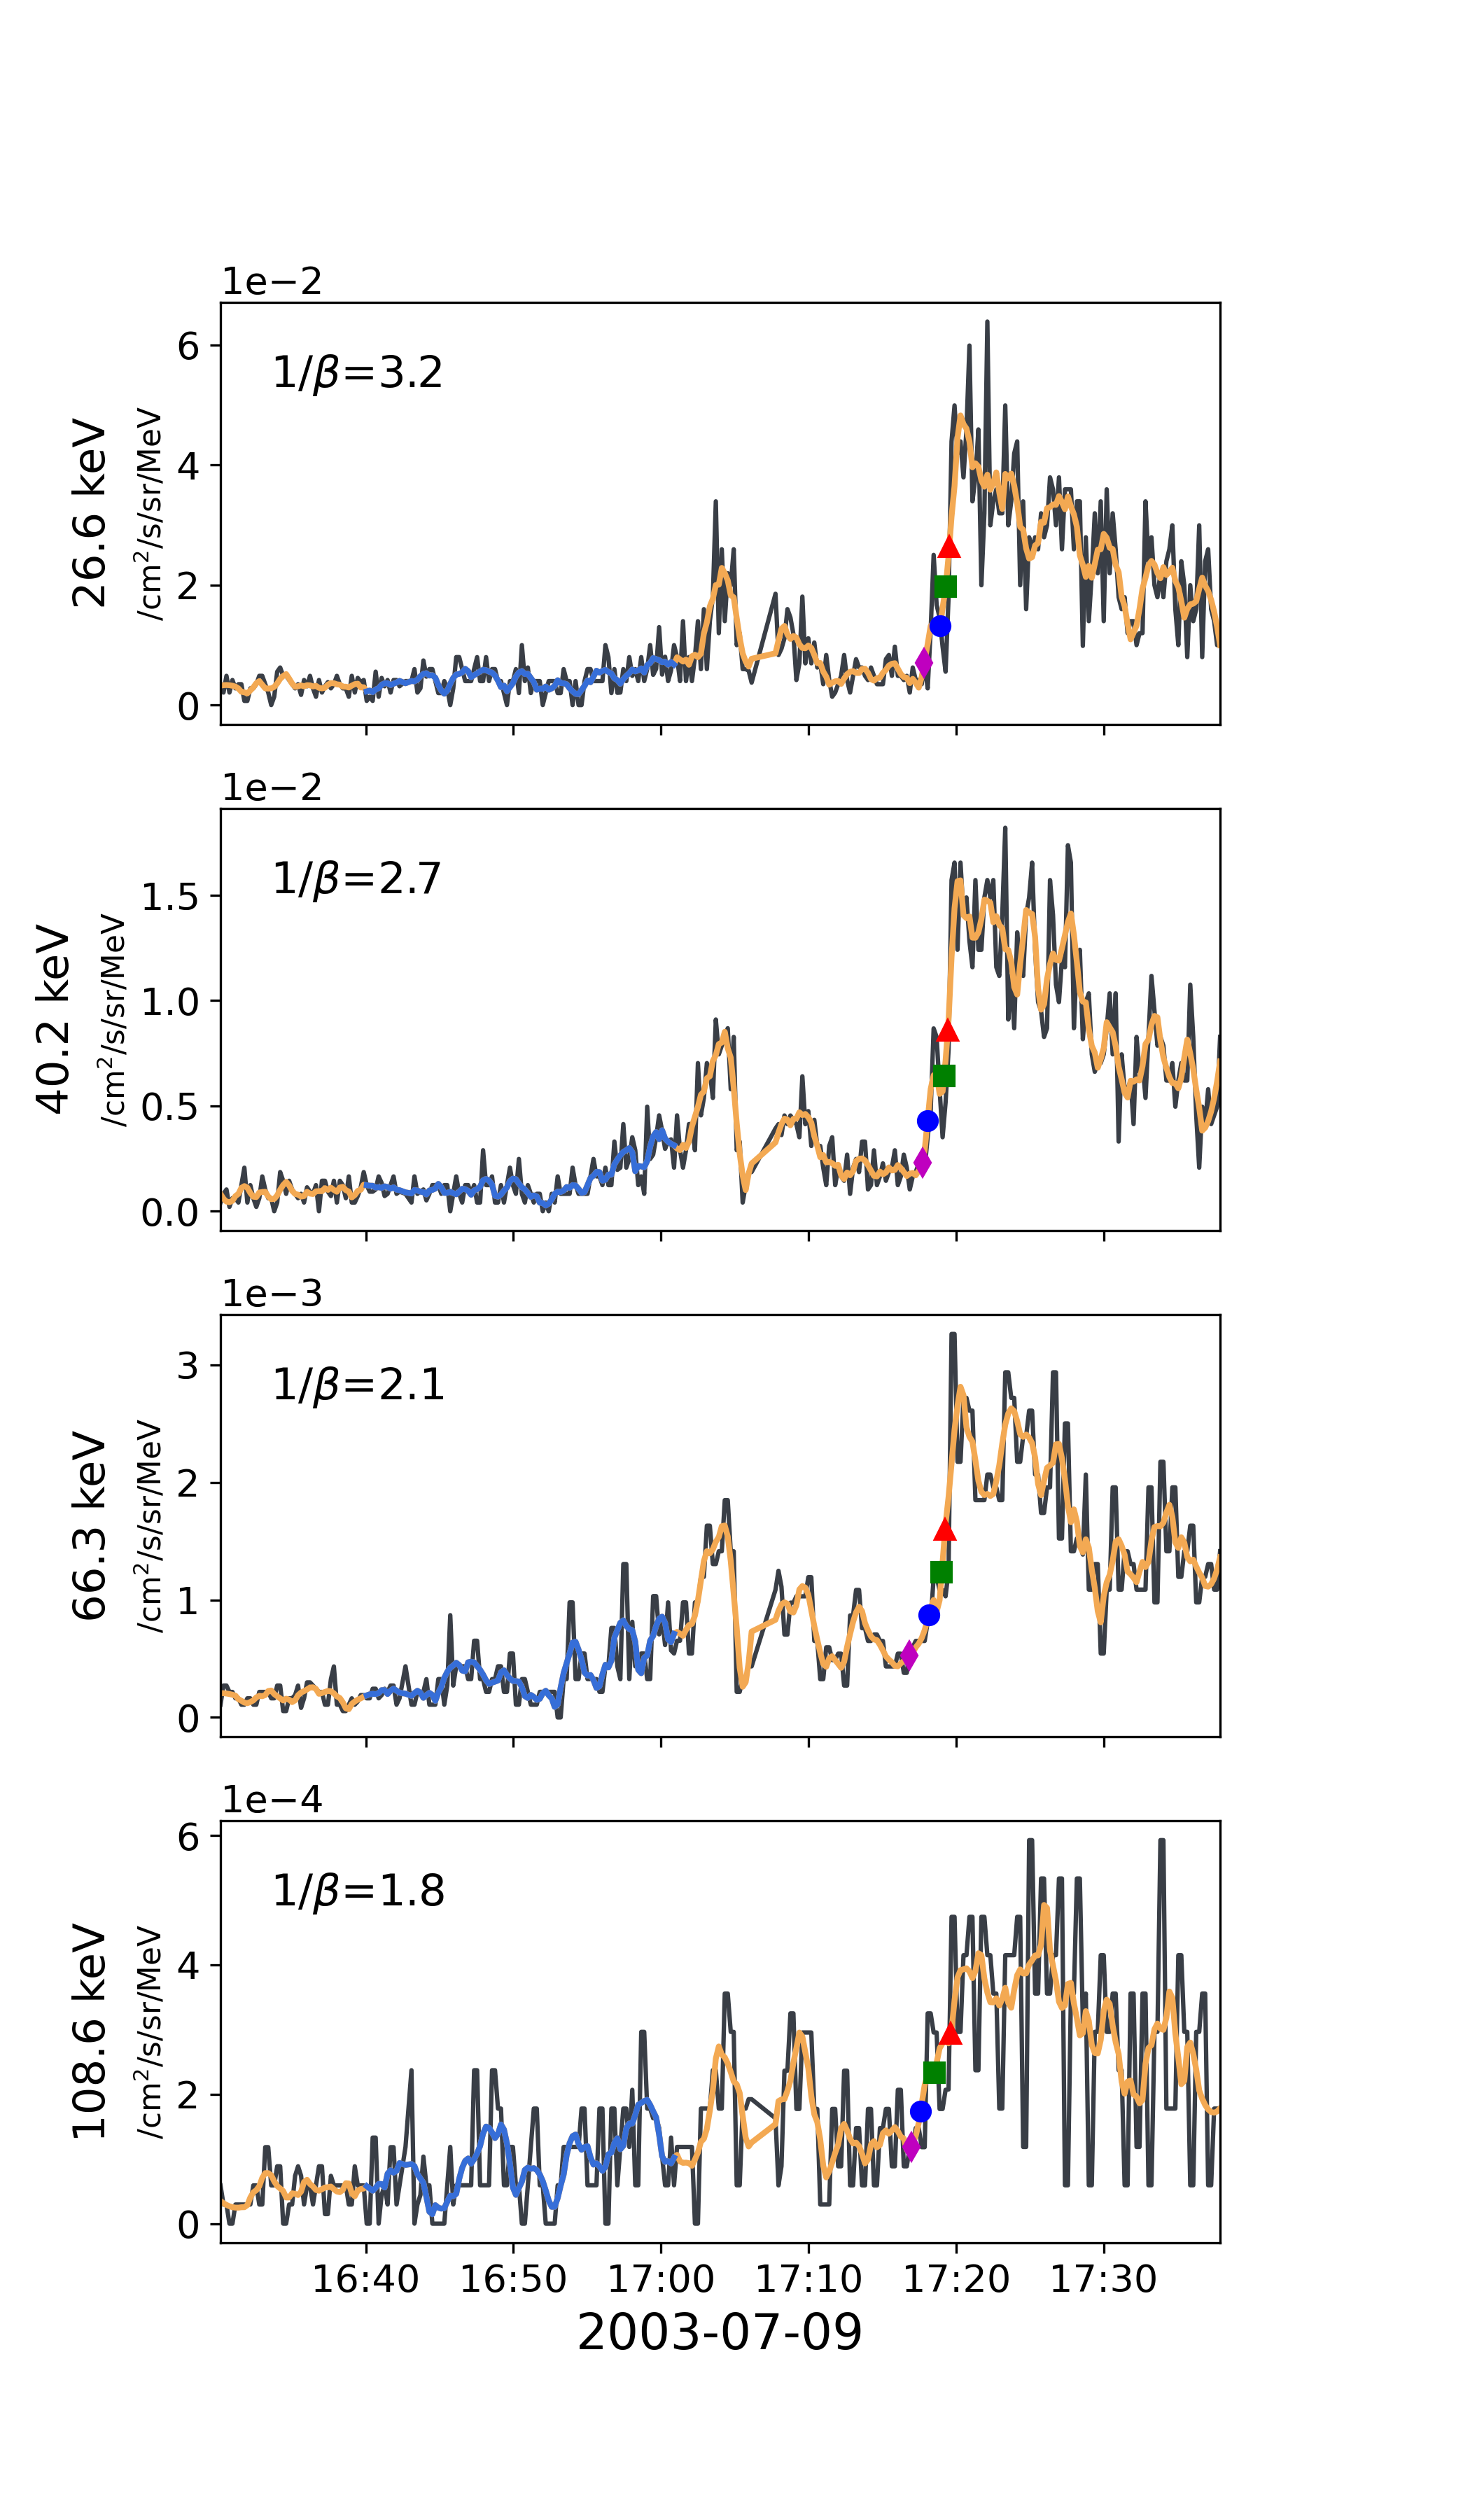 1e−2
6
4
2
0
1/β=3.2
26.6 keV
/cm²/s/sr/MeV
1e−2
1.5
1.0
0.5
0.0
1/β=2.7
40.2 keV
/cm²/s/sr/MeV
1e−3
3
2
1
0
1/β=2.1
66.3 keV
/cm²/s/sr/MeV
1e−4
6
4
2
0
1/β=1.8
108.6 keV
/cm²/s/sr/MeV
16:40 16:50 17:00 17:10 17:20 17:30
2003-07-09